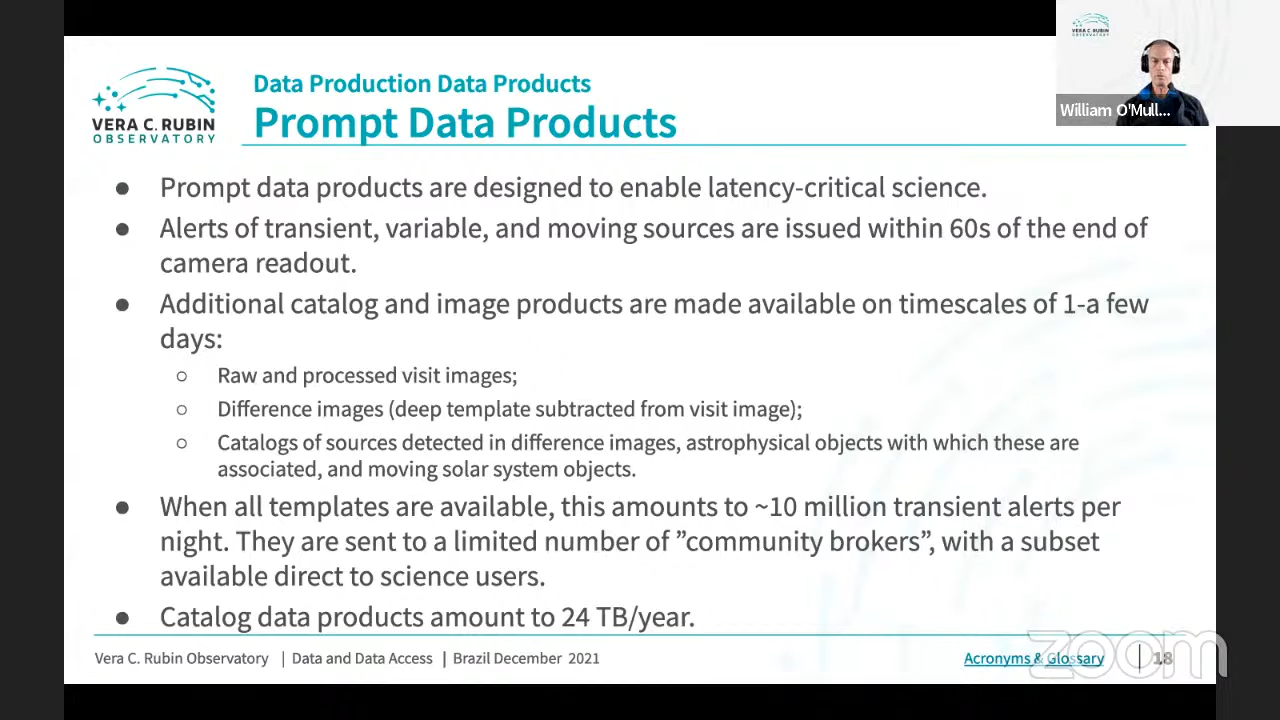 VERA C. RUBIN
OBSERVATORY
Data Production Data Products
Prompt Data Products
VERA C. RUBIN
OBSERVATORY
William O'Mull...
● Prompt data products are designed to enable latency-critical science.
● Alerts of transient, variable, and moving sources are issued within 60s of the end of
camera readout.
● Additional catalog and image products are made available on timescales of 1-a few
days:
○ Raw and processed visit images;
○ Difference images (deep template subtracted from visit image);
○ Catalogs of sources detected in difference images, astrophysical objects with which these are
associated, and moving solar system objects.
● When all templates are available, this amounts to ~10 million transient alerts per
night. They are sent to a limited number of ”community brokers”, with a subset
available direct to science users.
● Catalog data products amount to 24 TB/year.
Vera C. Rubin Observatory | Data and Data Access | Brazil December 2021
Acronyms & Glossary | 18
zoom